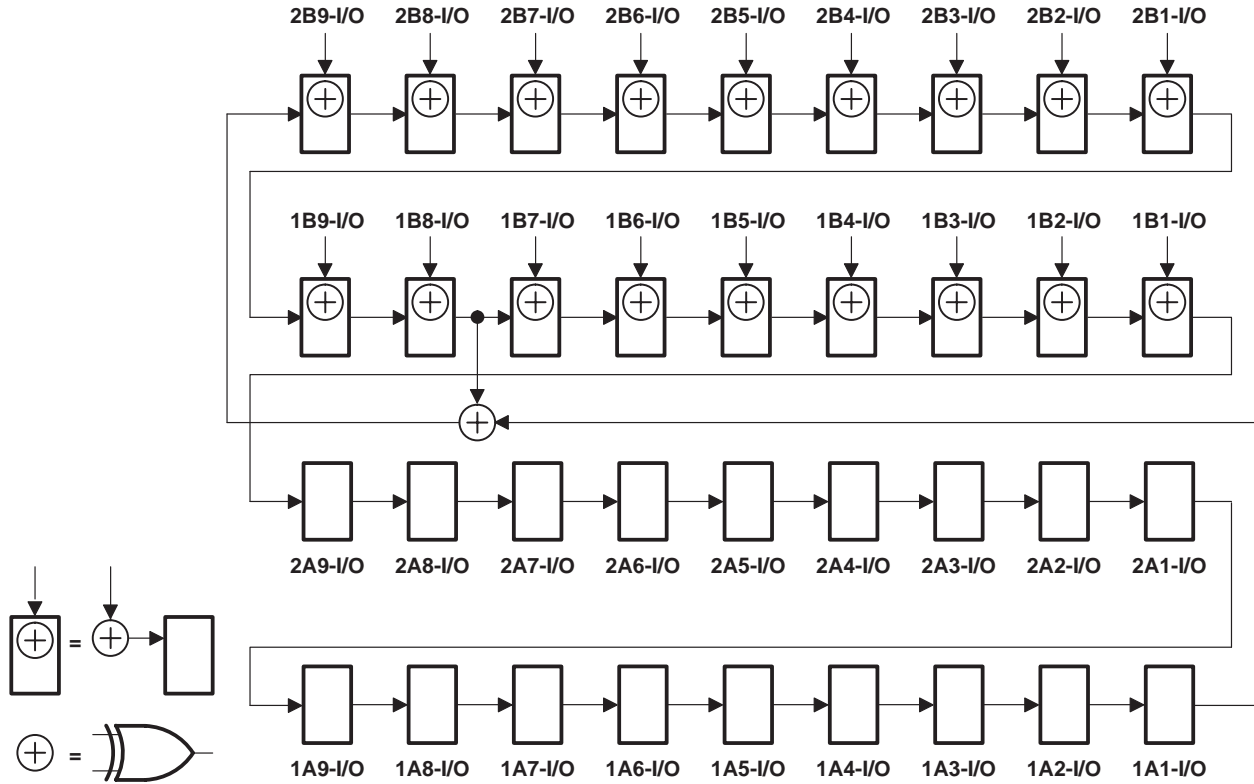 2B9-I/O 2B8-I/O 2B7-I/O 2B6-I/O 2B5-I/O 2B4-I/O 2B3-I/O 2B2-I/O 2B1-I/O
1B9-I/O 1B8-I/O 1B7-I/O 1B6-I/O 1B5-I/O 1B4-I/O 1B3-I/O 1B2-I/O 1B1-I/O
2A9-I/O 2A8-I/O 2A7-I/O 2A6-I/O 2A5-I/O 2A4-I/O 2A3-I/O 2A2-I/O 2A1-I/O
=
=
1A9-I/O 1A8-I/O 1A7-I/O 1A6-I/O 1A5-I/O 1A4-I/O 1A3-I/O 1A2-I/O 1A1-I/O